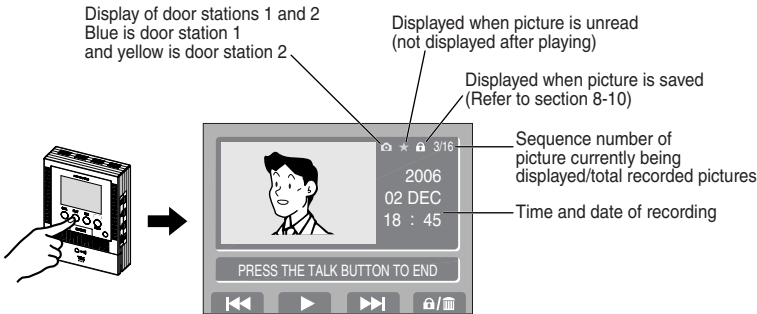 Display of door stations 1 and 2
Blue is door station 1
and yellow is door station 2
Displayed when picture is unread
(not displayed after playing)
Displayed when picture is saved
(Refer to section 8-10)
3/16
Sequence number of
picture currently being
displayed/total recorded pictures
2006
02 DEC
18 : 45
Time and date of recording
PRESS THE TALK BUTTON TO END